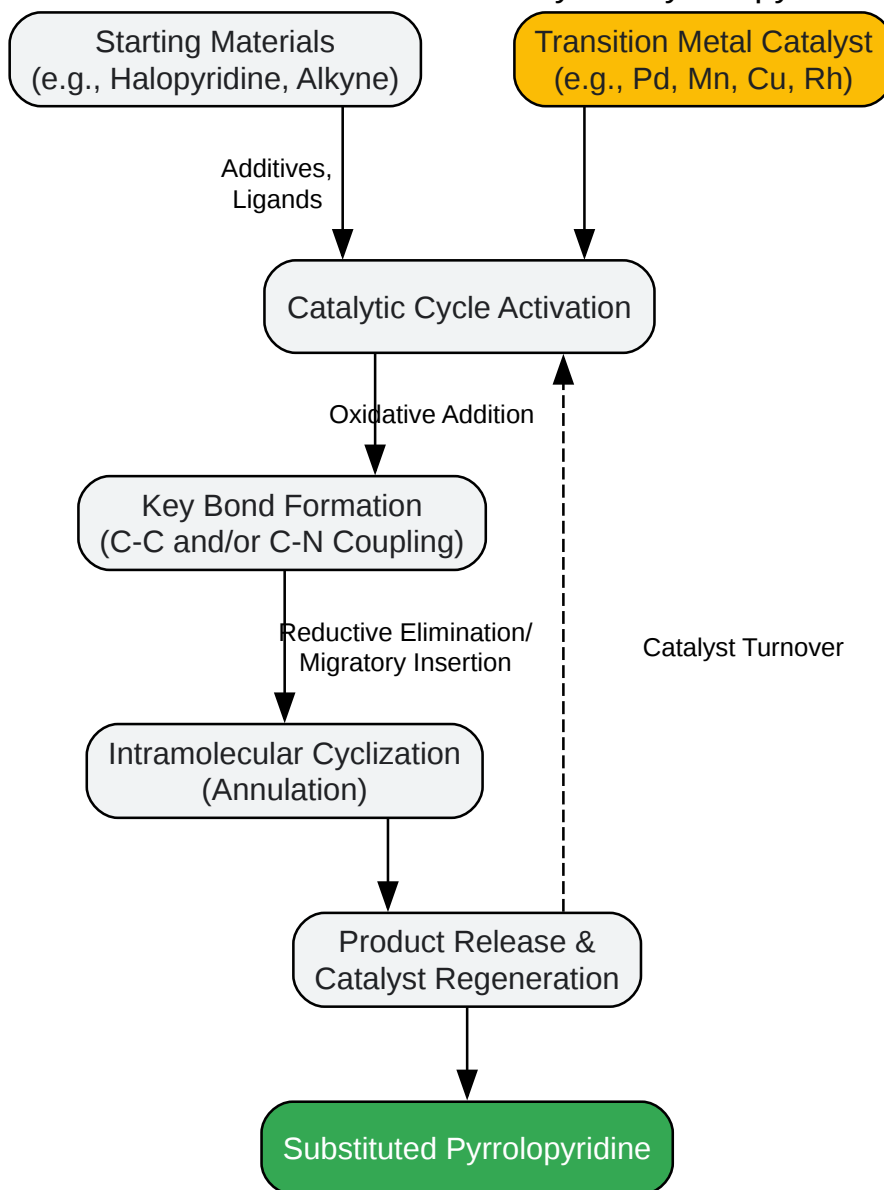 Starting Materials
(e.g., Halopyridine, Alkyne)
Transition Metal Catalyst
(e.g., Pd, Mn, Cu, Rh)
Additives,
Ligands
Catalytic Cycle Activation
Oxidative Addition
Key Bond Formation
(C-C and/or C-N Coupling)
Reductive Elimination/
Migratory Insertion
Catalyst Turnover
Intramolecular Cyclization
(Annulation)
Product Release &
Catalyst Regeneration
Substituted Pyrrolopyridine